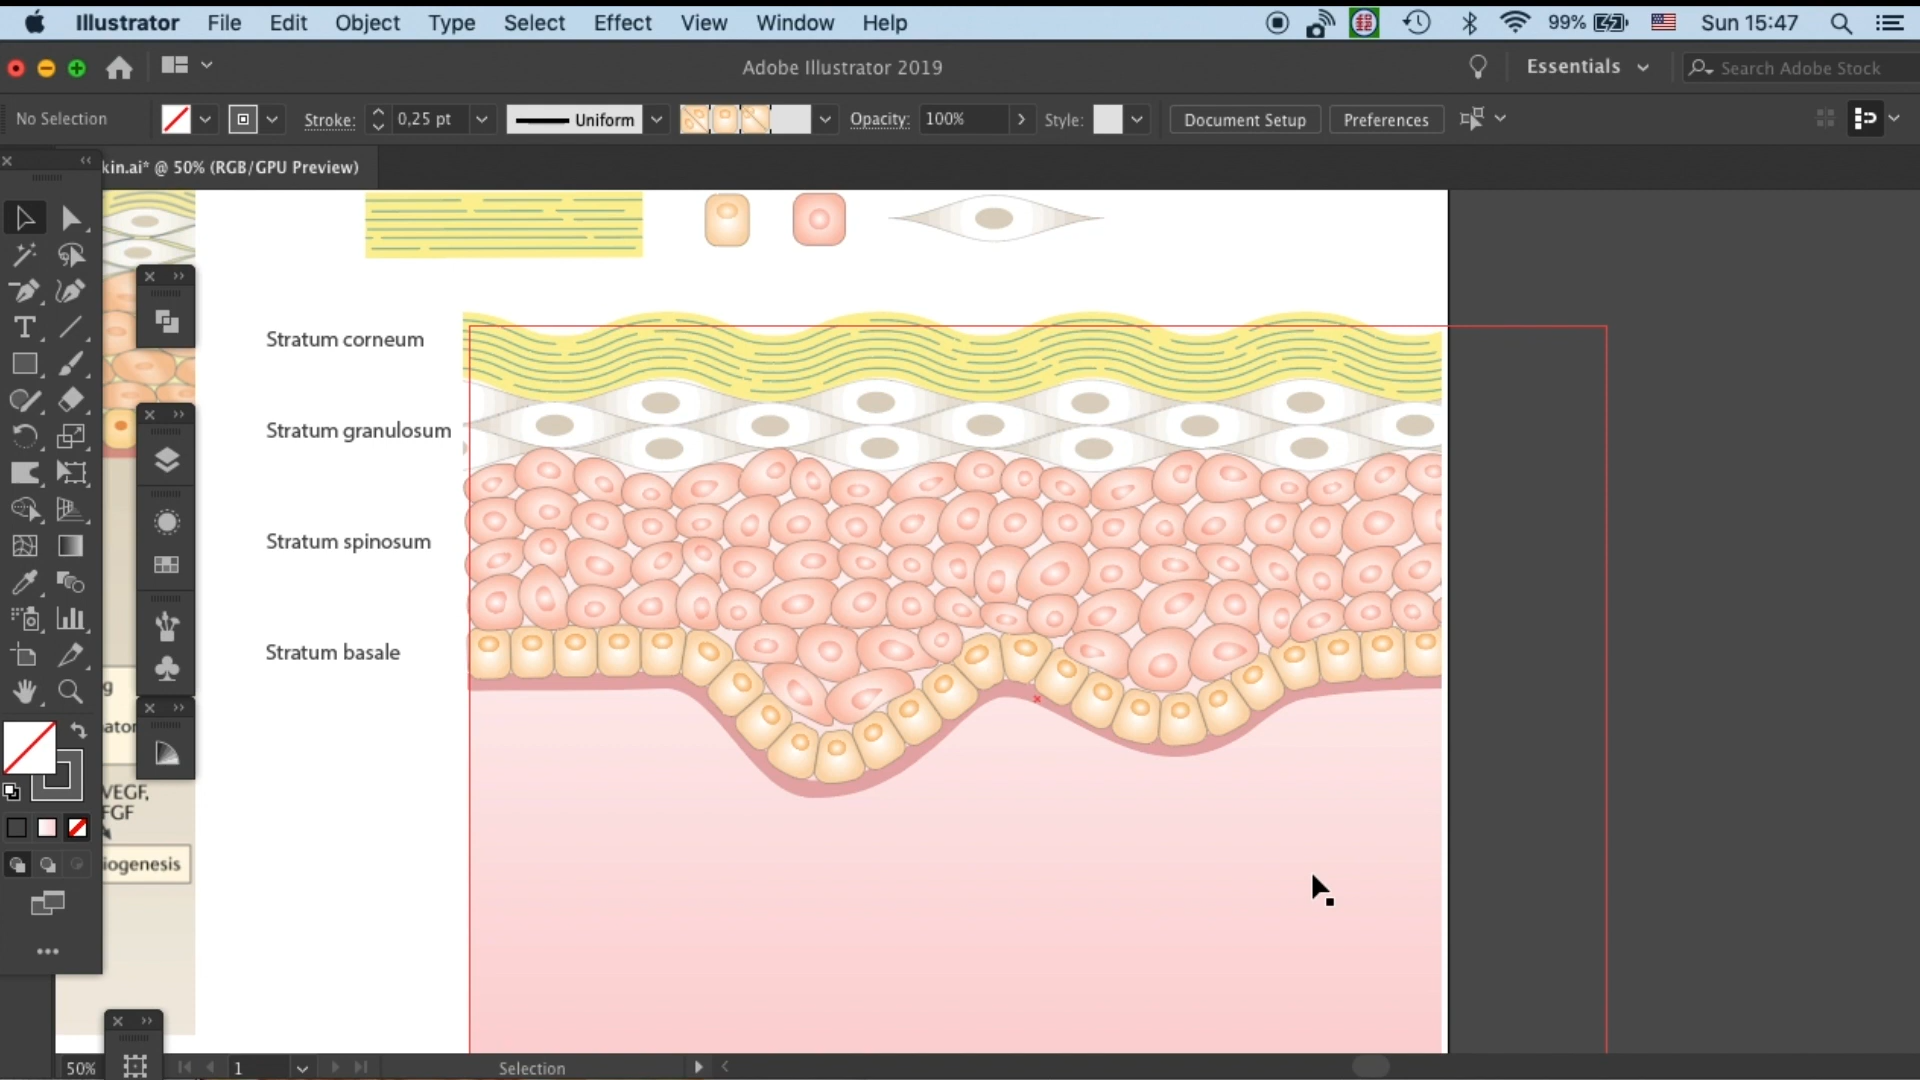 Illustrator File Edit Object Type Select Effect View Window Help 99% Sun 15:47
Adobe Illustrator 2019 Essentials Search Adobe Stock
No Selection Stroke: 0,25 pt Uniform Opacity: 100% Style: Document Setup Preferences
kin.ai* @ 50% (RGB/GPU Preview)
Stratum corneum
Stratum granulosum
Stratum spinosum
Stratum basale
g
ator
VEGF,
FGF
iogenesis
50% 1 Selection